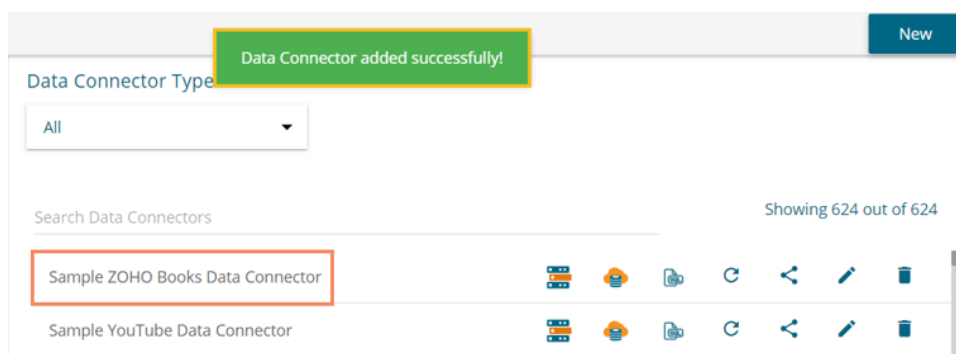 New
Data Connector added successfully!
Data Connector Type
All
Search Data Connectors
Showing 624 out of 624
Sample ZOHO Books Data Connector
Sample YouTube Data Connector